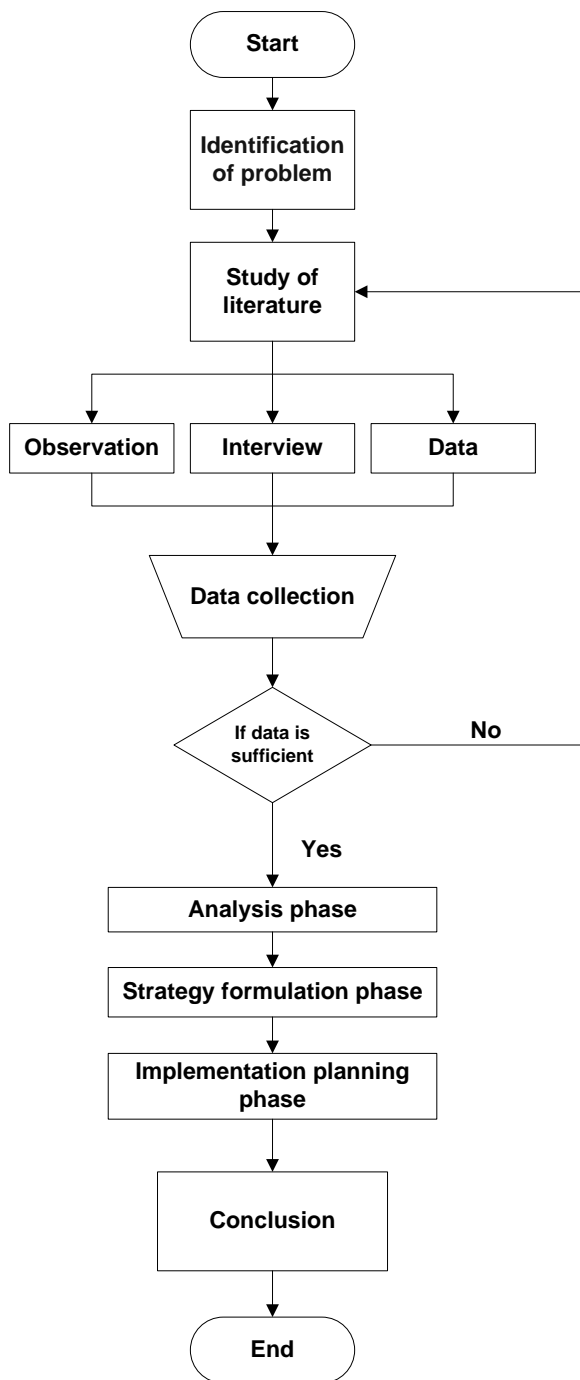 Start
Identification
of problem
Study of
literature
Observation
Interview
Data
Data collection
If data is
sufficient
No
Yes
Analysis phase
Strategy formulation phase
Implementation planning
phase
Conclusion
End